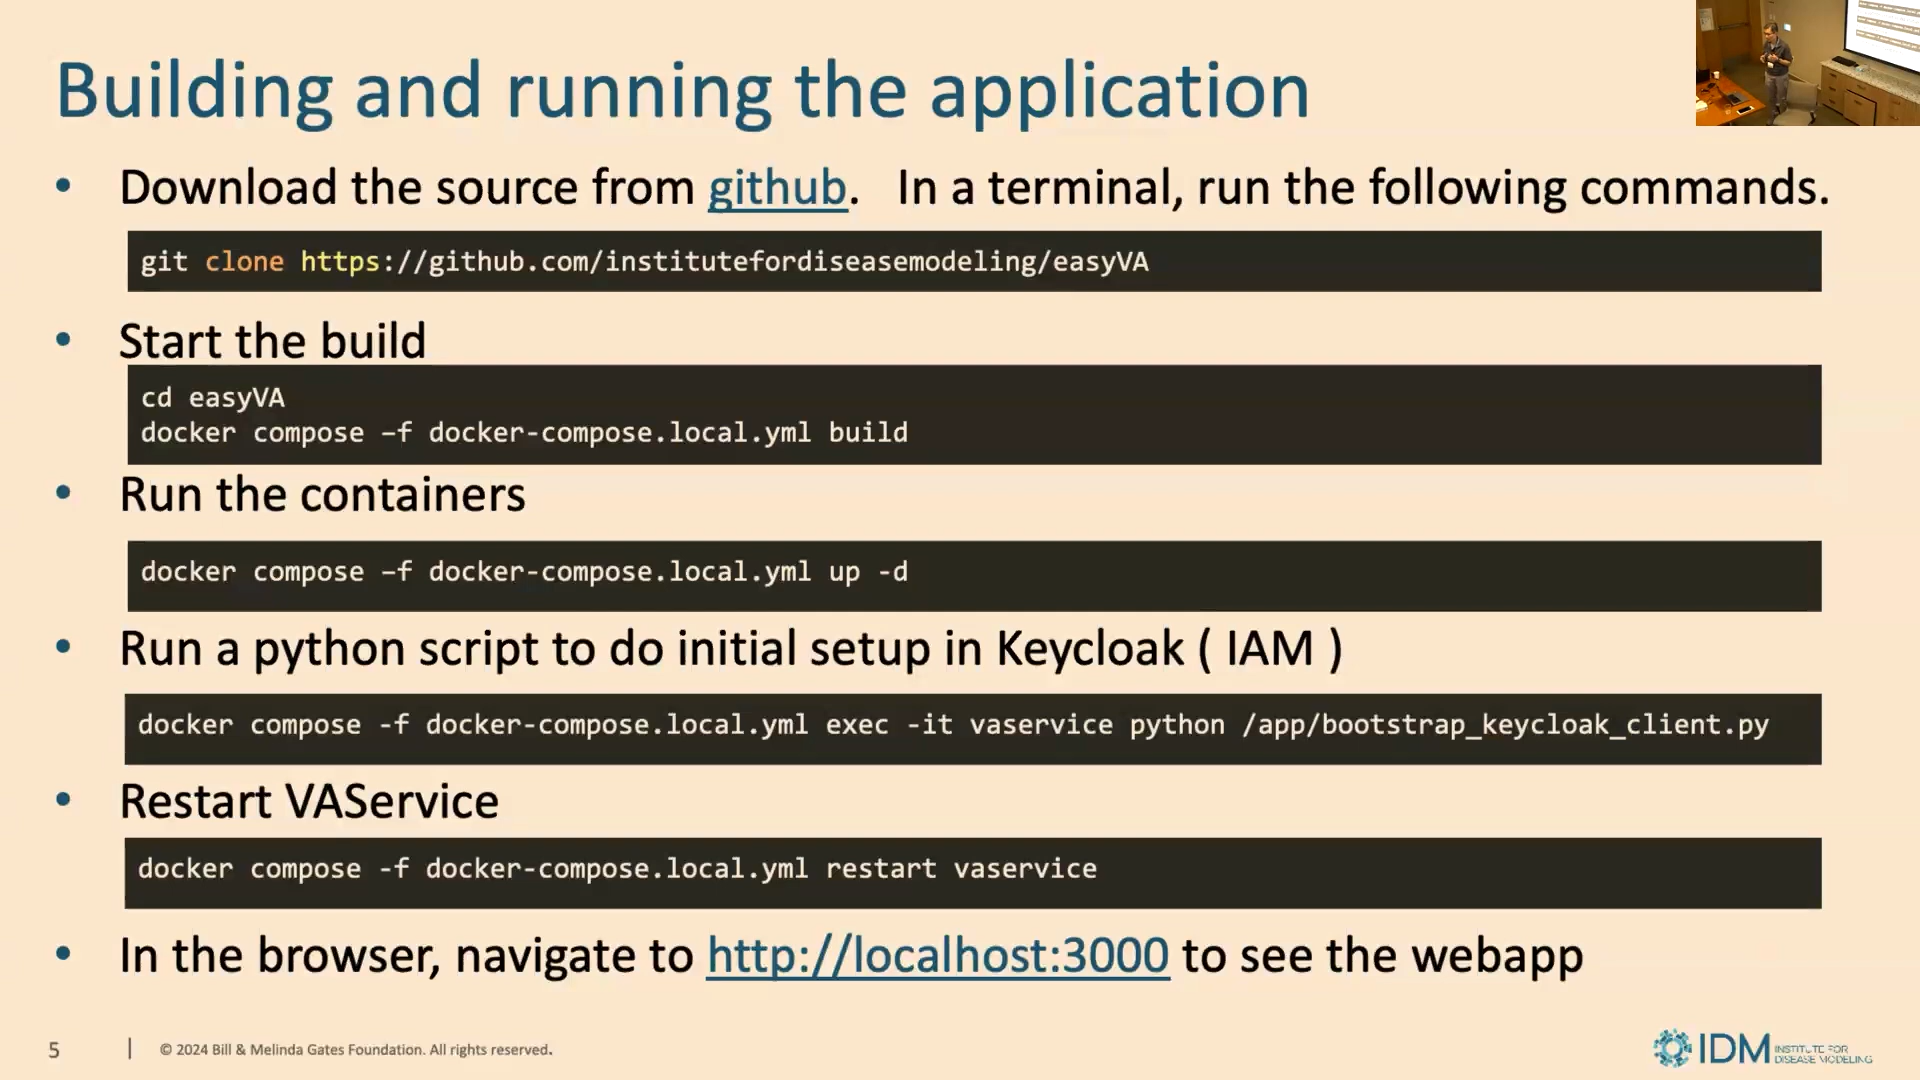 Building and running the application
• Download the source from github. In a terminal, run the following commands.
git clone https://github.com/institutefordiseasemodeling/easyVA
• Start the build
cd easyVA
docker compose –f docker-compose.local.yml build
• Run the containers
docker compose –f docker-compose.local.yml up -d
• Run a python script to do initial setup in Keycloak ( IAM )
docker compose -f docker-compose.local.yml exec -it vaservice python /app/bootstrap_keycloak_client.py
• Restart VAService
docker compose -f docker-compose.local.yml restart vaservice
• In the browser, navigate to http://localhost:3000 to see the webapp
5 | © 2024 Bill & Melinda Gates Foundation. All rights reserved.
IDM INSTITUTE FOR
DISEASE MODELING